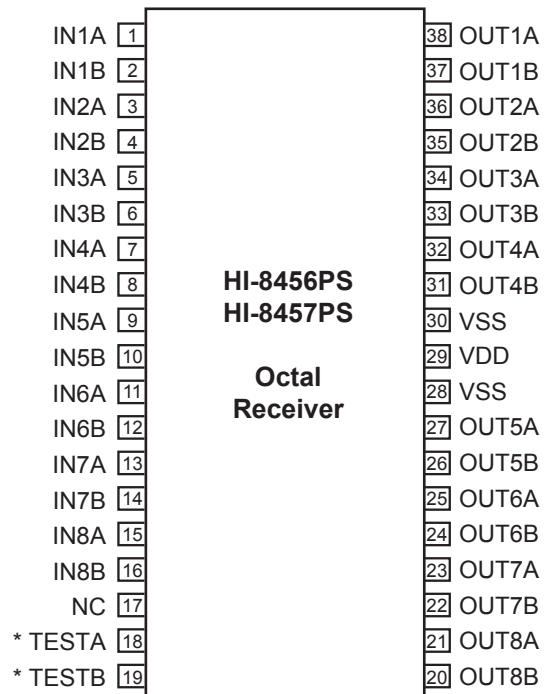 IN1A 1 38 OUT1A
IN1B 2 37 OUT1B
IN2A 3 36 OUT2A
IN2B 4 35 OUT2B
IN3A 5 34 OUT3A
IN3B 6 33 OUT3B
IN4A 7 32 OUT4A
IN4B 8 HI-8456PS 31 OUT4B
IN5A 9 HI-8457PS 30 VSS
IN5B 10 29 VDD
IN6A 11 Octal 28 VSS
IN6B 12 Receiver 27 OUT5A
IN7A 13 26 OUT5B
IN7B 14 25 OUT6A
IN8A 15 24 OUT6B
IN8B 16 23 OUT7A
NC 17 22 OUT7B
* TESTA 18 21 OUT8A
* TESTB 19 20 OUT8B